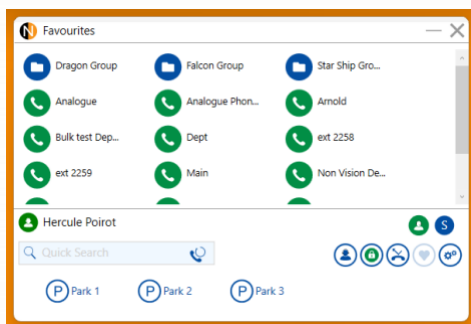 N Favourites
Dragon Group Falcon Group Star Ship Gro...
Analogue Analogue Phon... Arnold
Bulk test Dep... Dept ext 2258
ext 2259 Main Non Vision De...
Hercule Poirot S
Quick Search
P Park 1 P Park 2 P Park 3